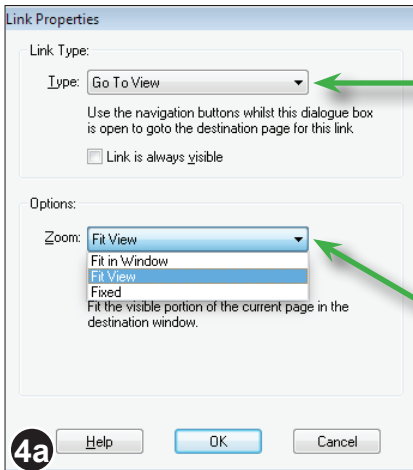 Link Properties
Link Type:
Type: Go To View
Use the navigation buttons whilst this dialogue box
is open to goto the destination page for this link
Link is always visible
Options:
Zoom: Fit View
Fit in Window
Fit View
Fixed
Fit the visible portion of the current page in the
destination window.
4a Help OK Cancel